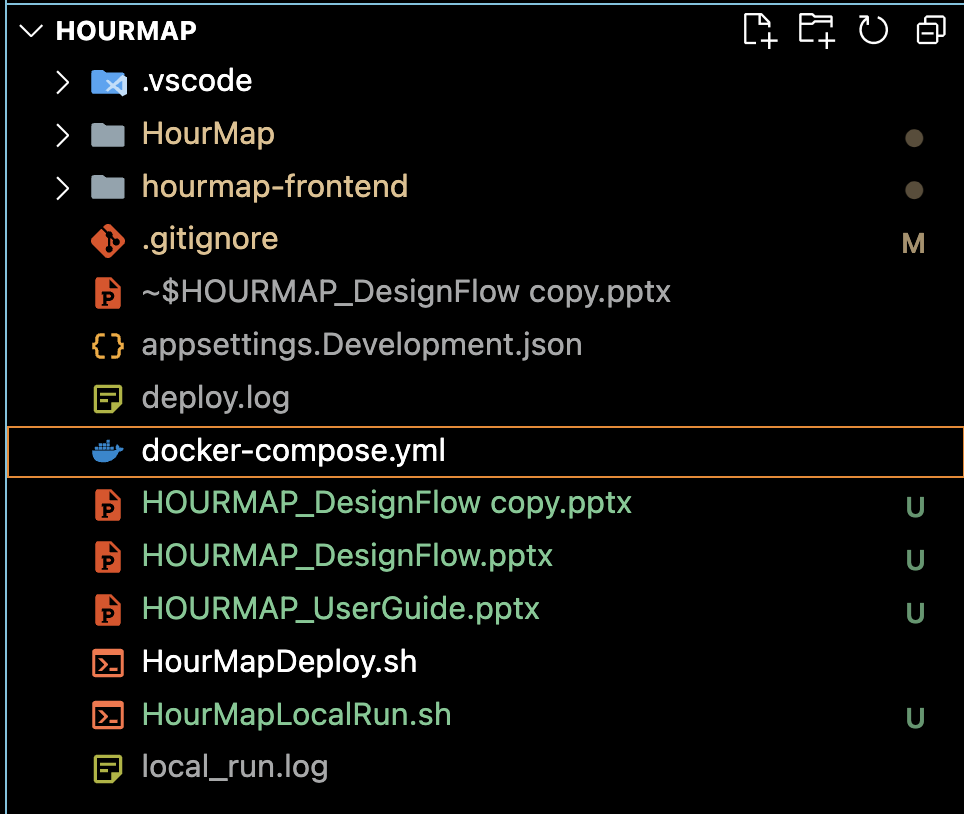 HOURMAP
.vscode
HourMap
hourmap-frontend
.gitignore M
~$HOURMAP_DesignFlow copy.pptx
appsettings.Development.json
deploy.log
docker-compose.yml
HOURMAP_DesignFlow copy.pptx U
HOURMAP_DesignFlow.pptx U
HOURMAP_UserGuide.pptx U
HourMapDeploy.sh
HourMapLocalRun.sh U
local_run.log